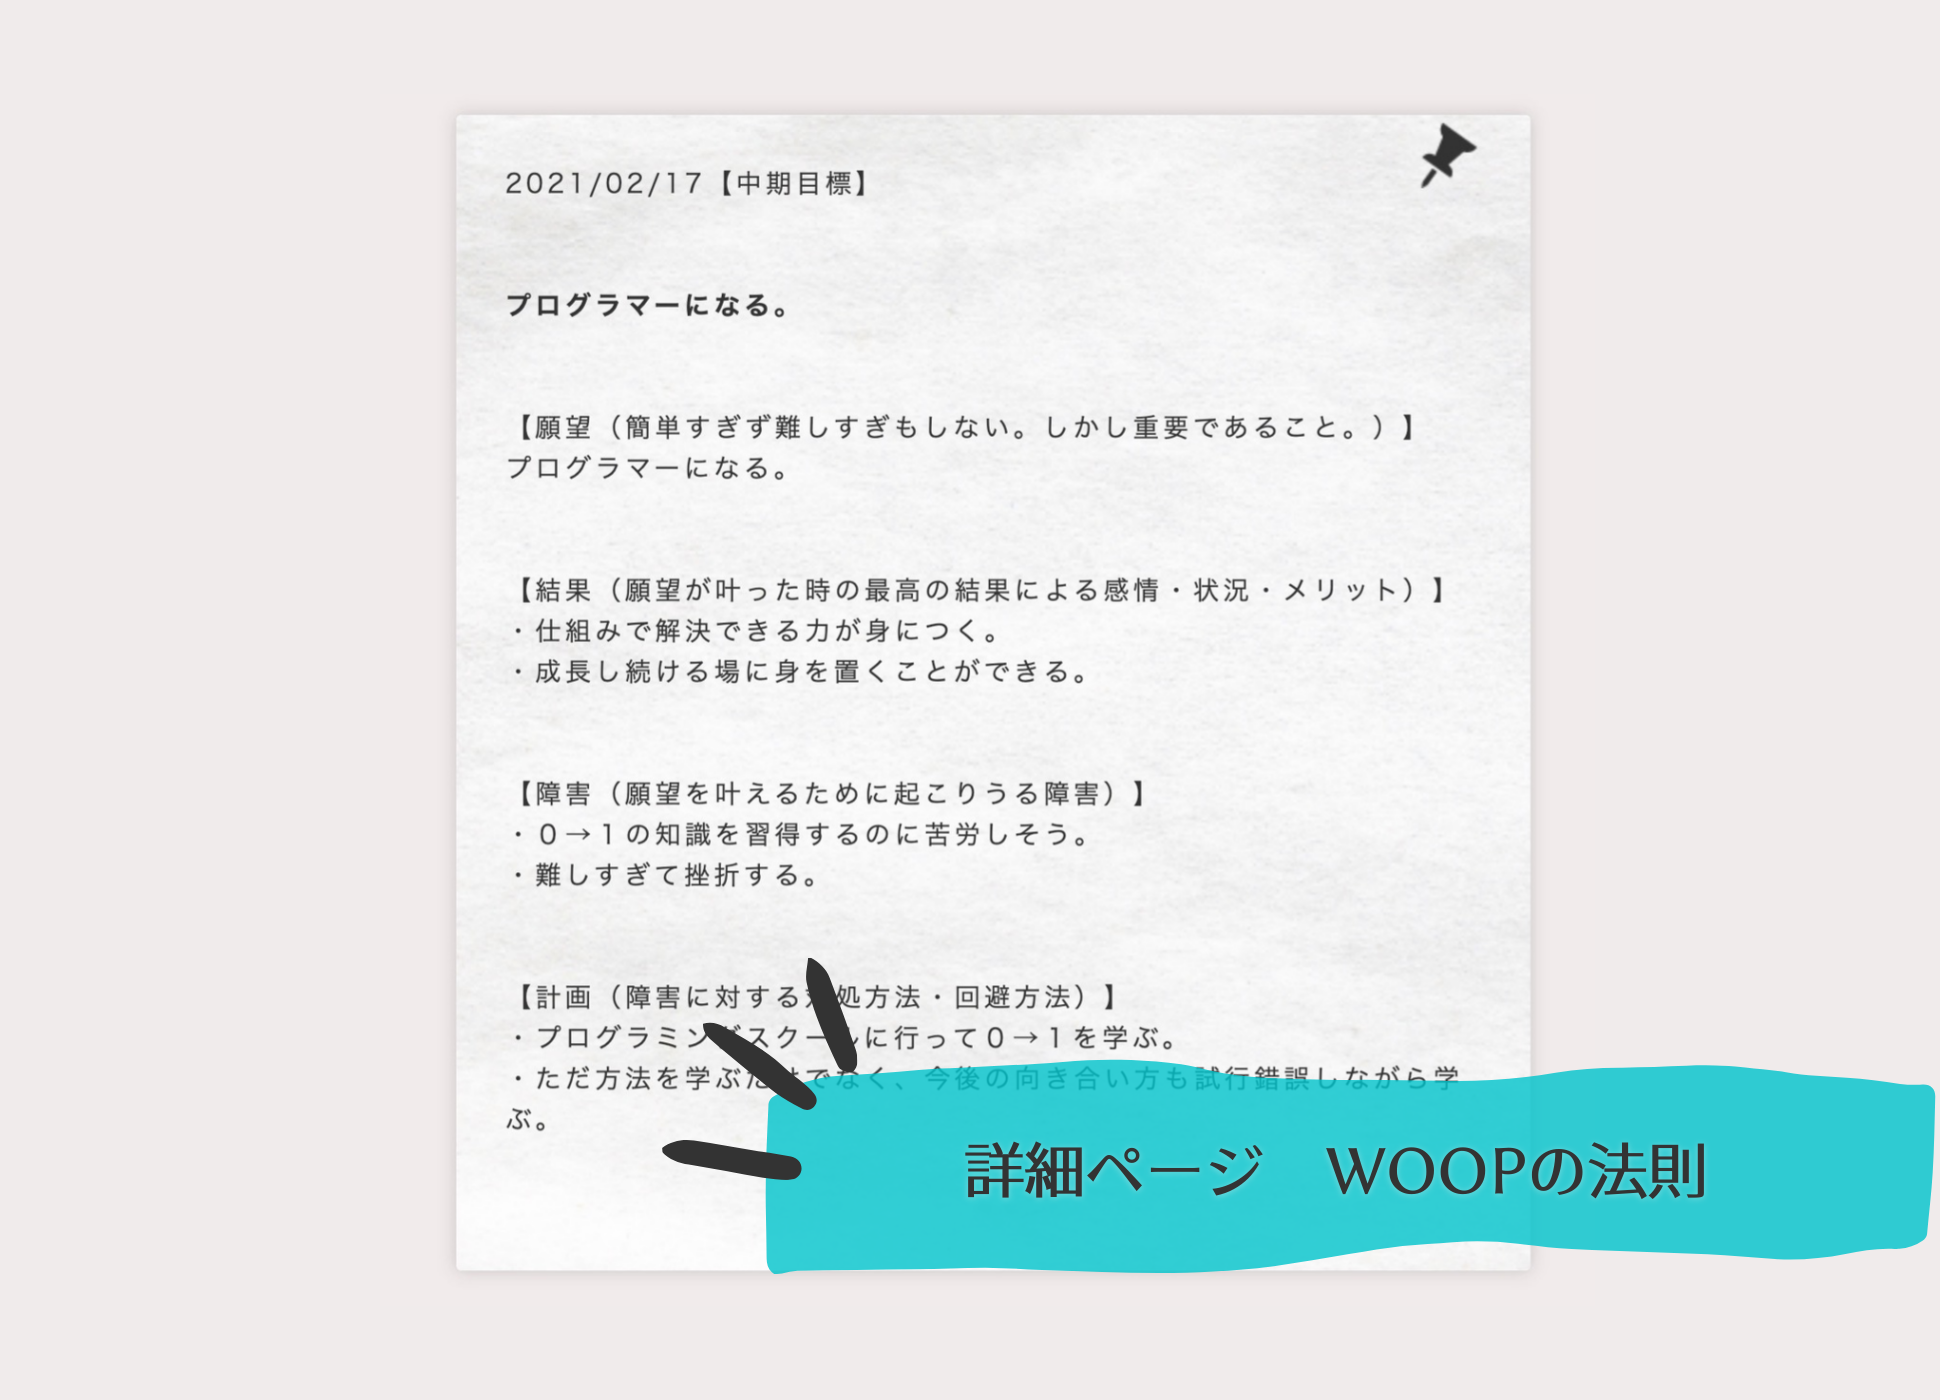 2021/02/17【中期目標】
プログラマーになる。
【願望（簡単すぎず難しすぎもしない。しかし重要であること。）】
プログラマーになる。
【結果（願望が叶った時の最高の結果による感情・状況・メリット）】
・仕組みで解決できる力が身につく。
・成長し続ける場に身を置くことができる。
【障害（願望を叶えるために起こりうる障害）】
・０→１の知識を習得するのに苦労しそう。
・難しすぎて挫折する。
【計画（障害に対する対処方法・回避方法）】
・プログラミングスクールに行って０→１を学ぶ。
・ただ方法を学ぶだけでなく、今後の向き合い方も試行錯誤しながら学
ぶ。
詳細ページ　WOOPの法則